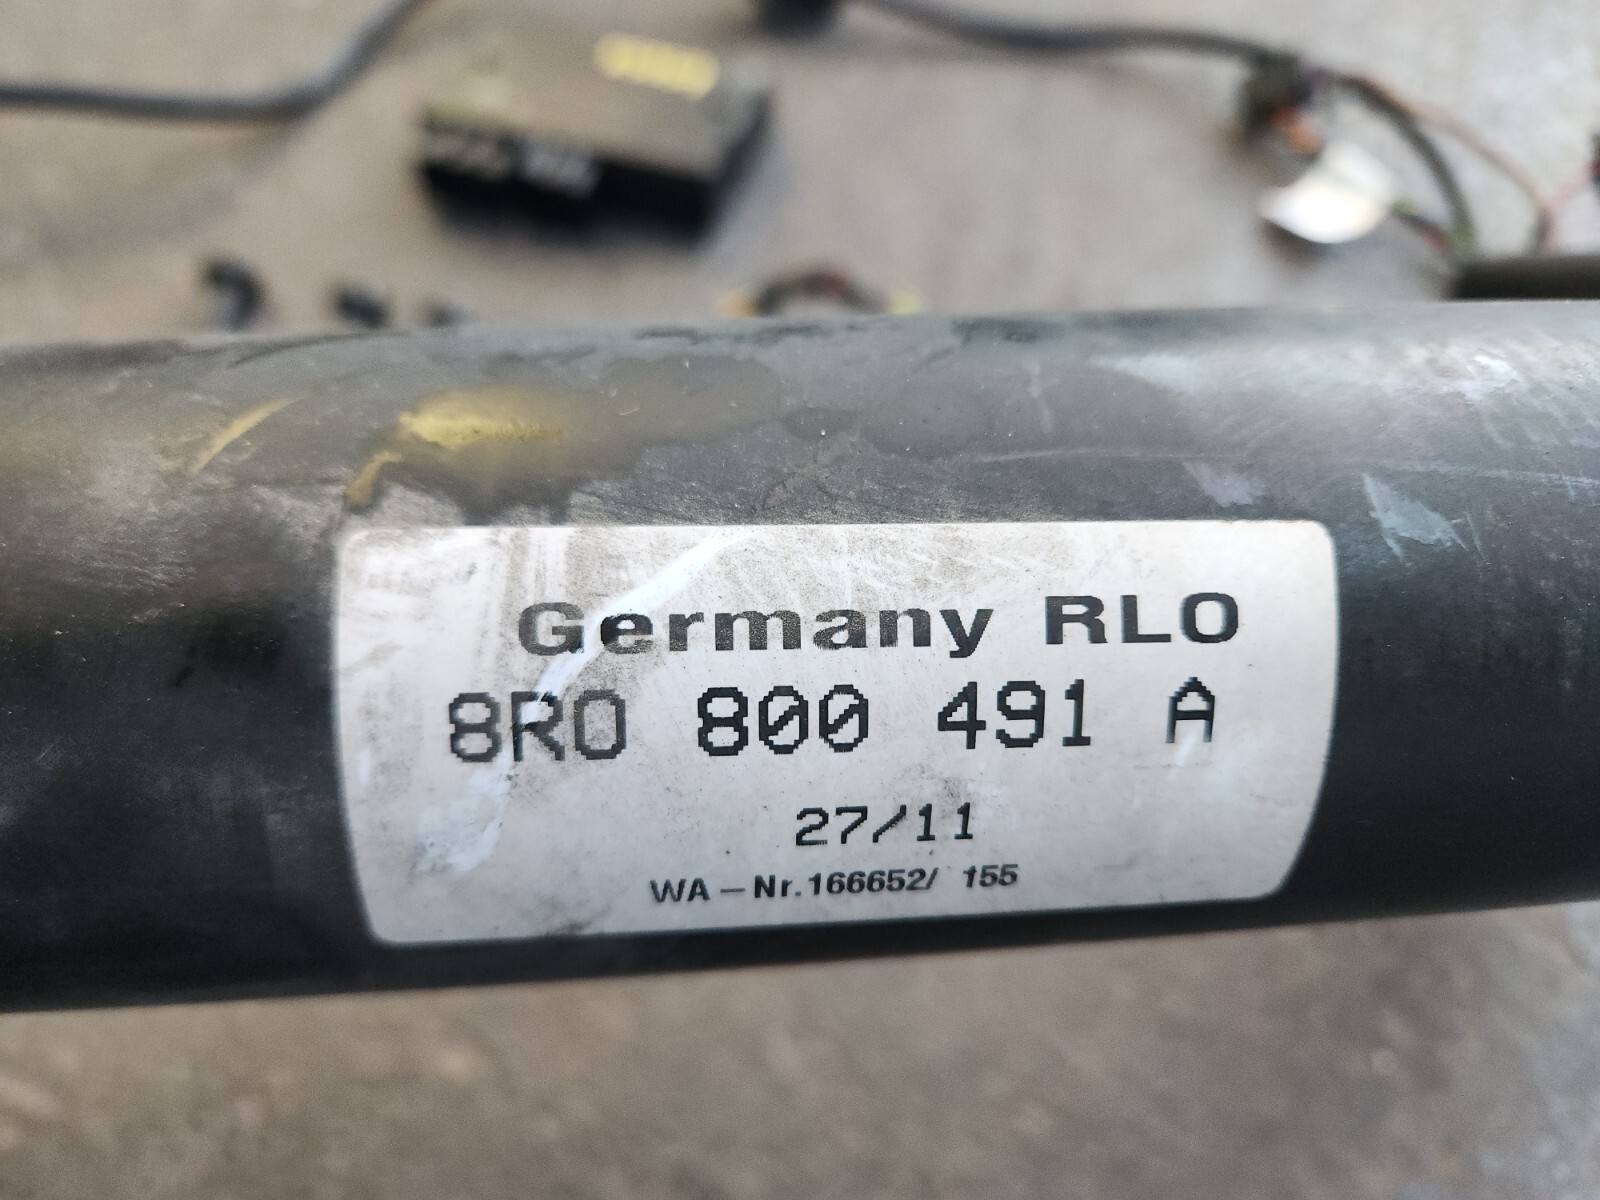 Germany RLO
8R0 800 491 A
27/11
WA-Nr.166652/ 155